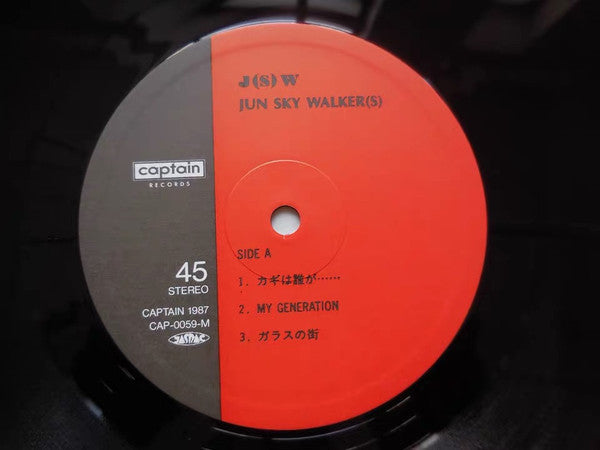 J(S)W
JUN SKY WALKER(S)
captain
RECORDS
45
STEREO
CAPTAIN 1987
CAP-0059-M
JASRAC
SIDE A
1. カギは誰が……
2. MY GENERATION
3. ガラスの街